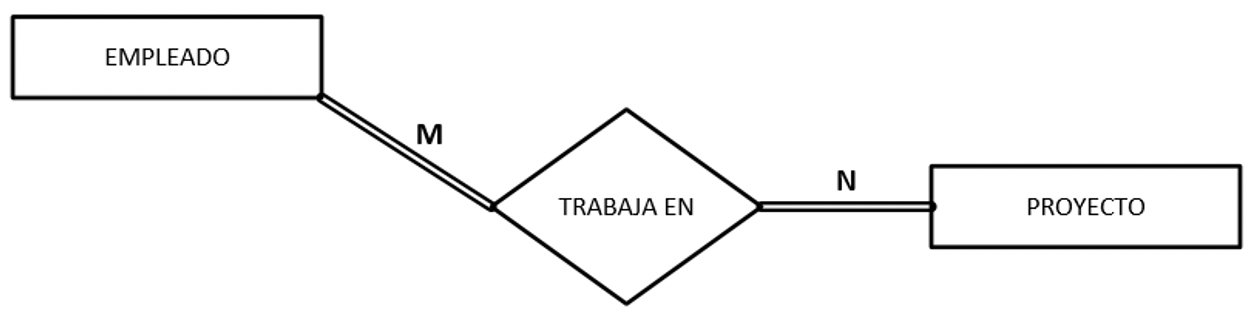 EMPLEADO
M
TRABAJA EN
N
PROYECTO